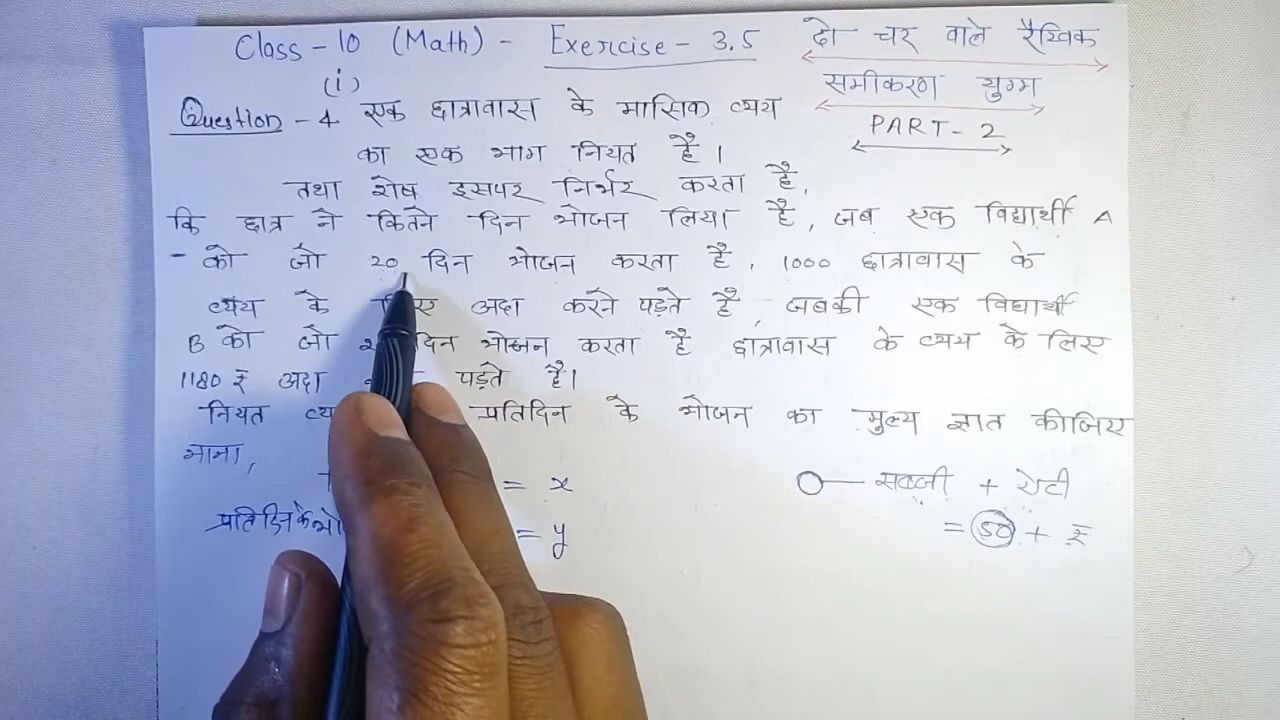 Class - 10 (Math) - Exercise - 3.5 दो चर वाले रैखिक
समीकरण युग्म
PART - 2
(i)
Question - 4 एक छात्रावास के मासिक व्यय
का एक भाग नियत है।
तथा शेष इसपर निर्भर करता है,
कि छात्र ने कितने दिन भोजन लिया है, जब एक विद्यार्थी A
- को जो 20 दिन भोजन करता है, 1000 छात्रावास के
व्यय के अदा करने पड़ते है, जबकी एक विद्यार्थी
B को जो दिन भोजन करता है छात्रावास के व्यय के लिए
1180 ₹ अदा पड़ते है।
नियत प्रतिदिन के भोजन का मुल्य ज्ञात कीजिए
माना,
= x
प्रतिदिन के = y
सब्जी + रोटी
= 50 + ₹